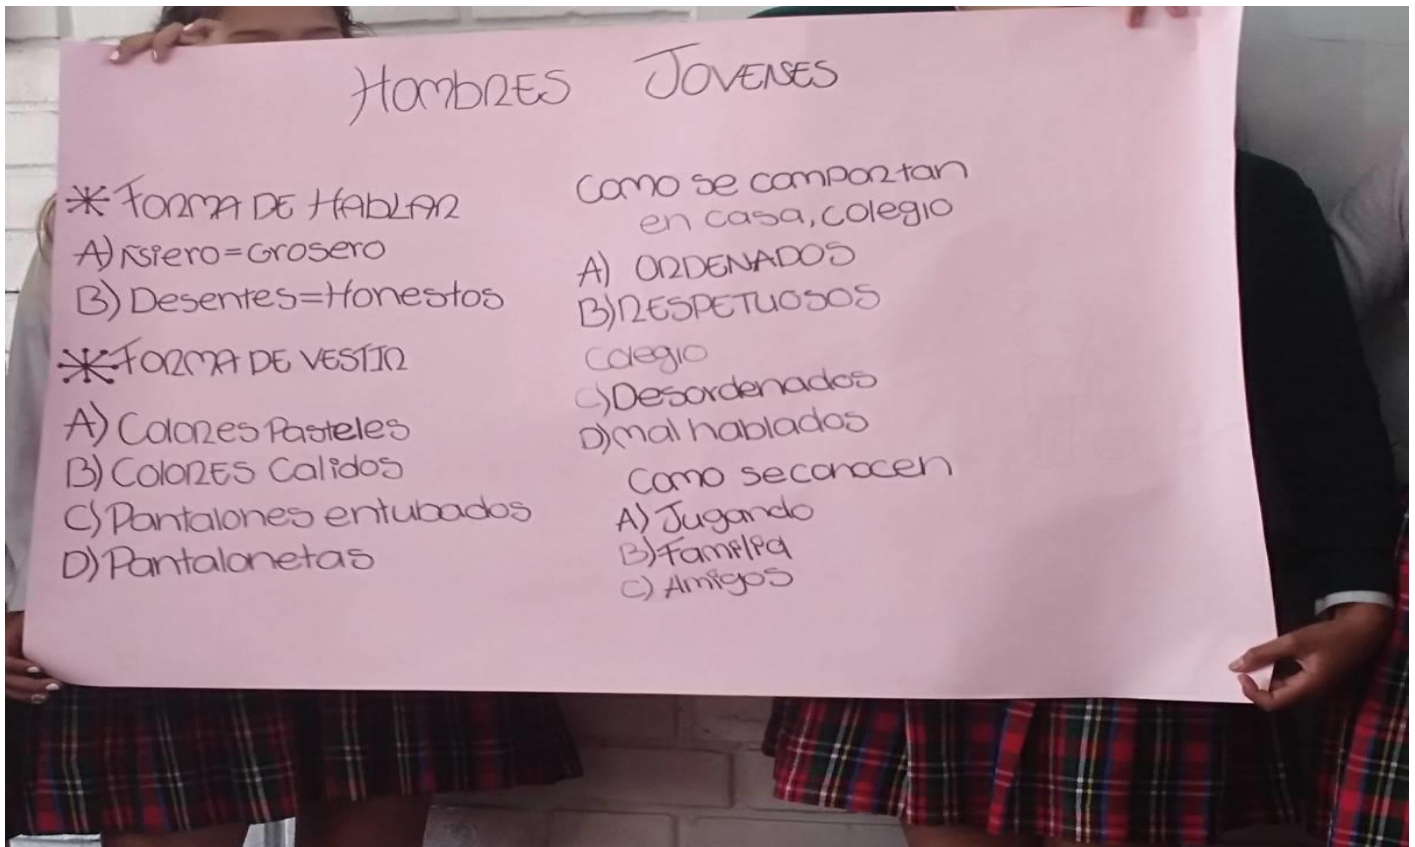 Hombres Jovenes
* Forma de Hablar
A) Ñsiero=Grosero
B) Desentes=Honestos
* Forma de vestir
A) Colores Pasteles
B) Colores Calidos
C) Pantalones entubados
D) Pantalonetas
Como se comportan
en casa, colegio
A) ORDENADOS
B) RESPETUOSOS
Colegio
C) Desordenados
D) mal hablados
Como se conocen
A) Jugando
B) Familia
C) Amigos